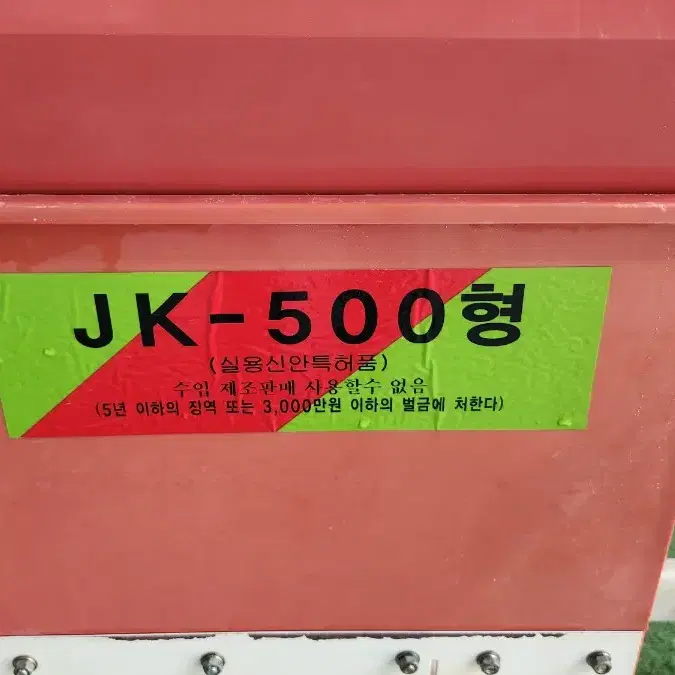 JK-500형
(실용신안특허품)
수입 제조판매 사용할수 없음
(5년 이하의 징역 또는 3,000만원 이하의 벌금에 처한다)